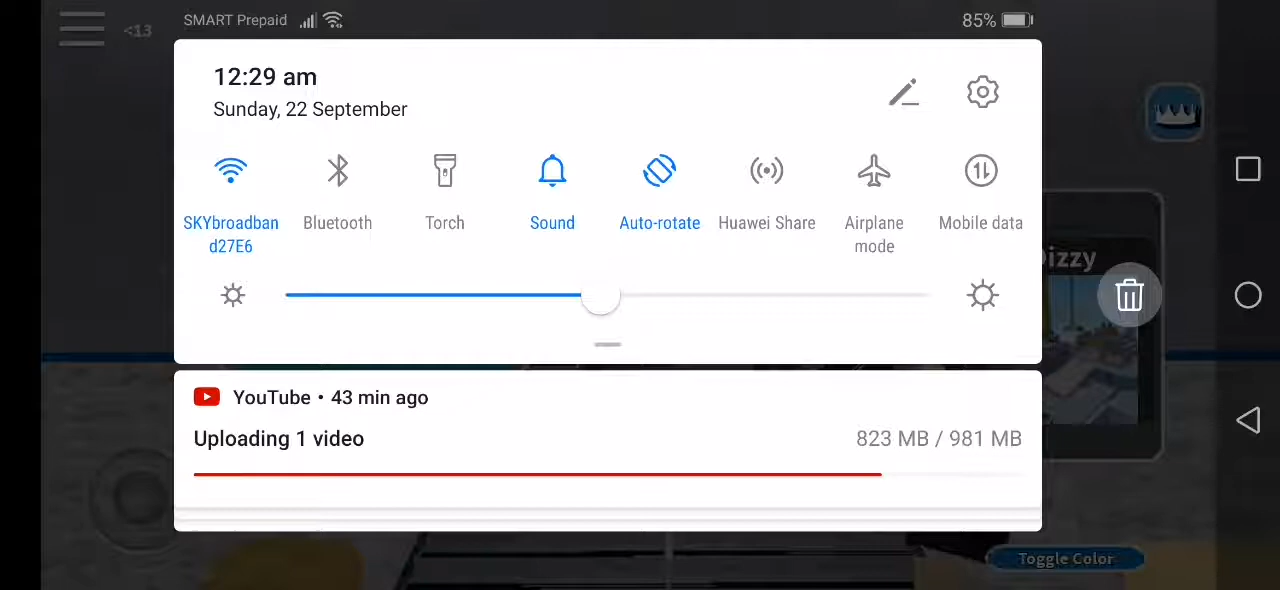 <13
SMART Prepaid
85%
12:29 am
Sunday, 22 September
SKYbroadban
d27E6
Bluetooth
Torch
Sound
Auto-rotate
Huawei Share
Airplane
mode
Mobile data
Dizzy
YouTube • 43 min ago
Uploading 1 video
823 MB / 981 MB
Toggle Color